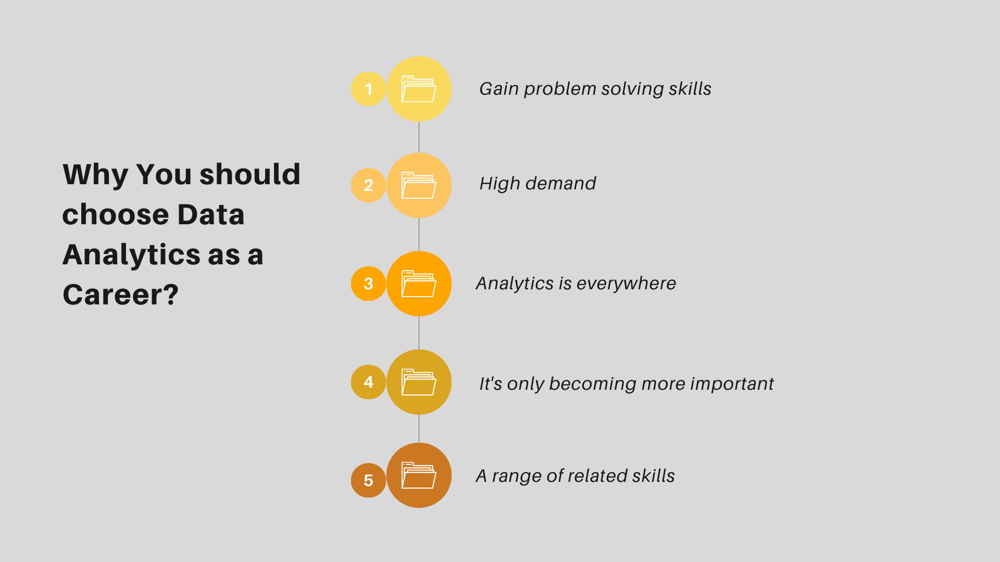 Why You should
choose Data
Analytics as a
Career?
1
Gain problem solving skills
2
High demand
3
Analytics is everywhere
4
It's only becoming more important
5
A range of related skills